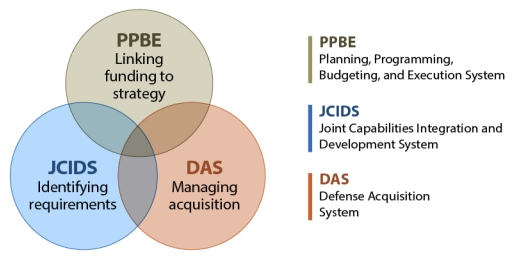 PPBE
Linking
funding to
strategy
JCIDS
Identifying
requirements
DAS
Managing
acquisition
PPBE
Planning, Programming,
Budgeting, and Execution System
JCIDS
Joint Capabilities Integration and
Development System
DAS
Defense Acquisition
System